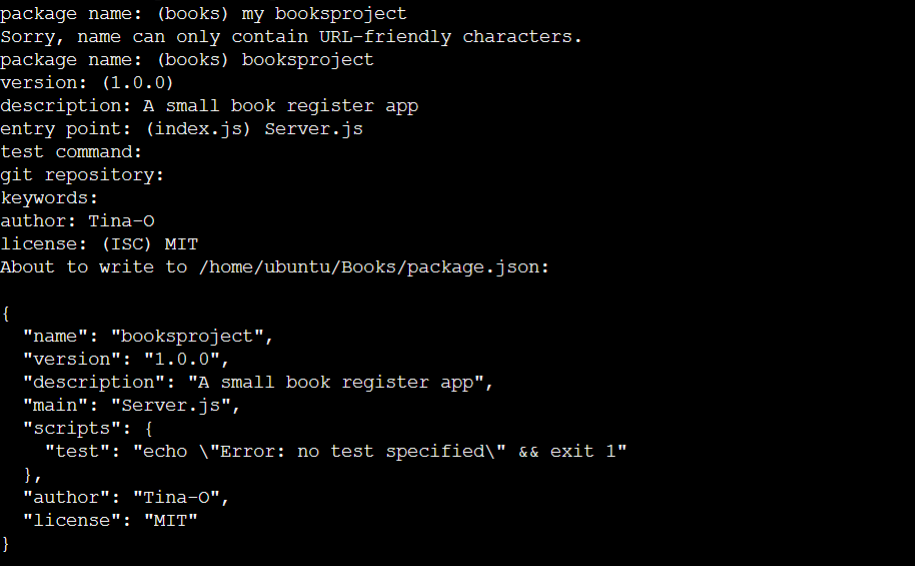 package name: (books) my booksproject
Sorry, name can only contain URL-friendly characters.
package name: (books) booksproject
version: (1.0.0)
description: A small book register app
entry point: (index.js) Server.js
test command:
git repository:
keywords:
author: Tina-O
license: (ISC) MIT
About to write to /home/ubuntu/Books/package.json:

{
  "name": "booksproject",
  "version": "1.0.0",
  "description": "A small book register app",
  "main": "Server.js",
  "scripts": {
    "test": "echo \"Error: no test specified\" && exit 1"
  },
  "author": "Tina-O",
  "license": "MIT"
}